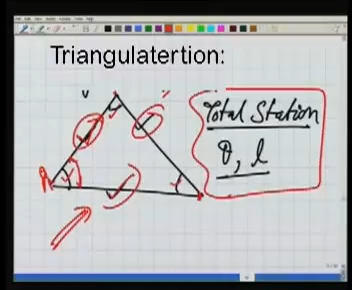 Triangulatertion:
Total Station
θ, l
A